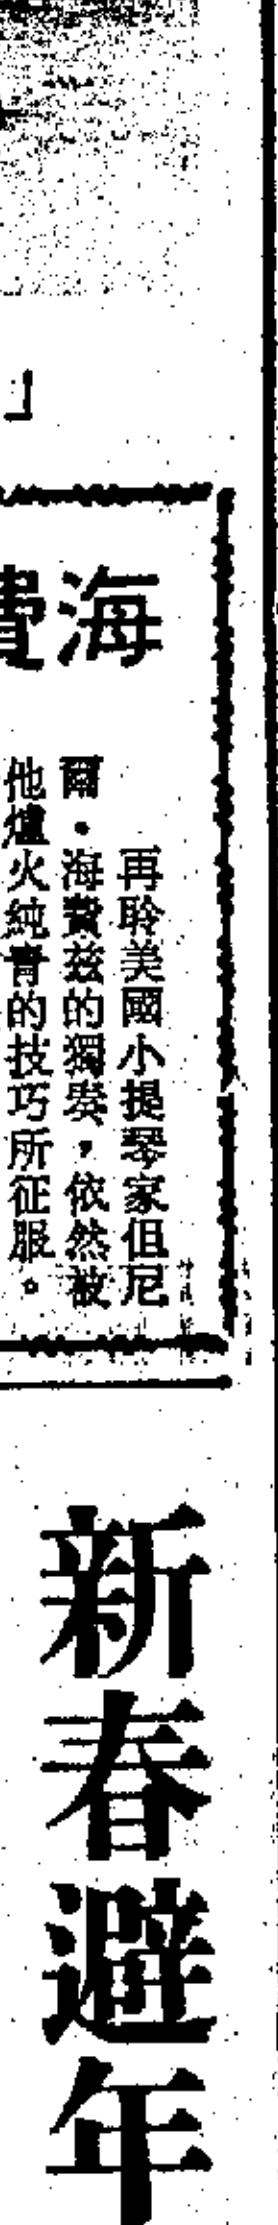 」
海費
再聆美國小提琴家但尼
爾·海費茲的獨奏，依然被
他爐火純青的技巧所征服。
新春避年